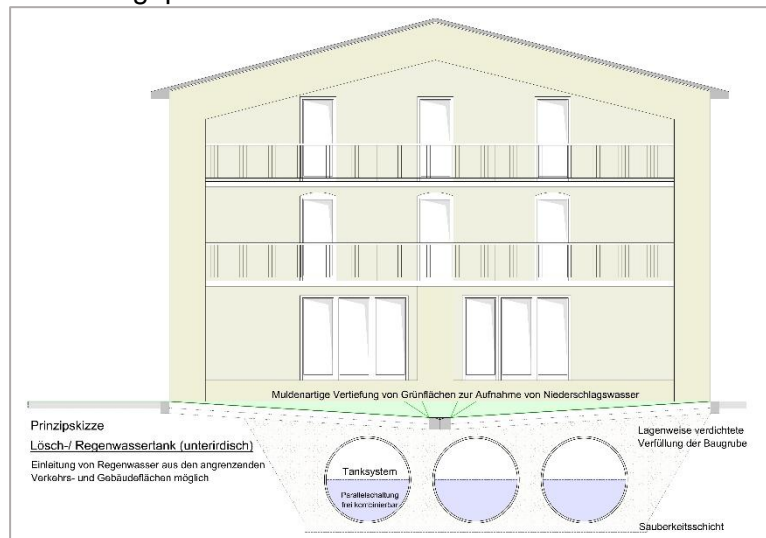 Muldenartige Vertiefung von Grünflächen zur Aufnahme von Niederschlagswasser
Prinzipskizze
Lösch-/ Regenwassertank (unterirdisch)
Einleitung von Regenwasser aus den angrenzenden
Verkehrs- und Gebäudeflächen möglich
Lagenweise verdichtete
Verfüllung der Baugrube
Tanksystem
Parallelschaltung
frei kombinierbar
Sauberkeitsschicht